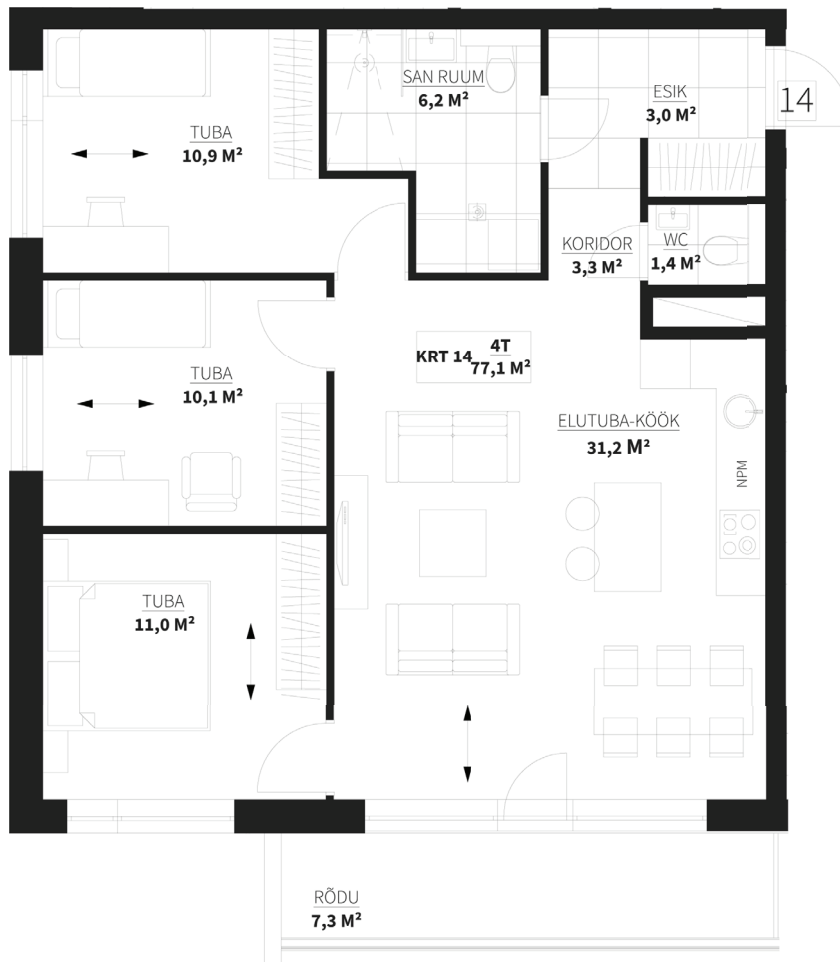 SAN RUUM
6,2 M²
ESIK
3,0 M²
14
TUBA
10,9 M²
KORIDOR
3,3 M²
WC
1,4 M²
KRT 14
4T
77,1 M²
TUBA
10,1 M²
ELUTUBA-KÖÖK
31,2 M²
NPM
TUBA
11,0 M²
RÕDU
7,3 M²